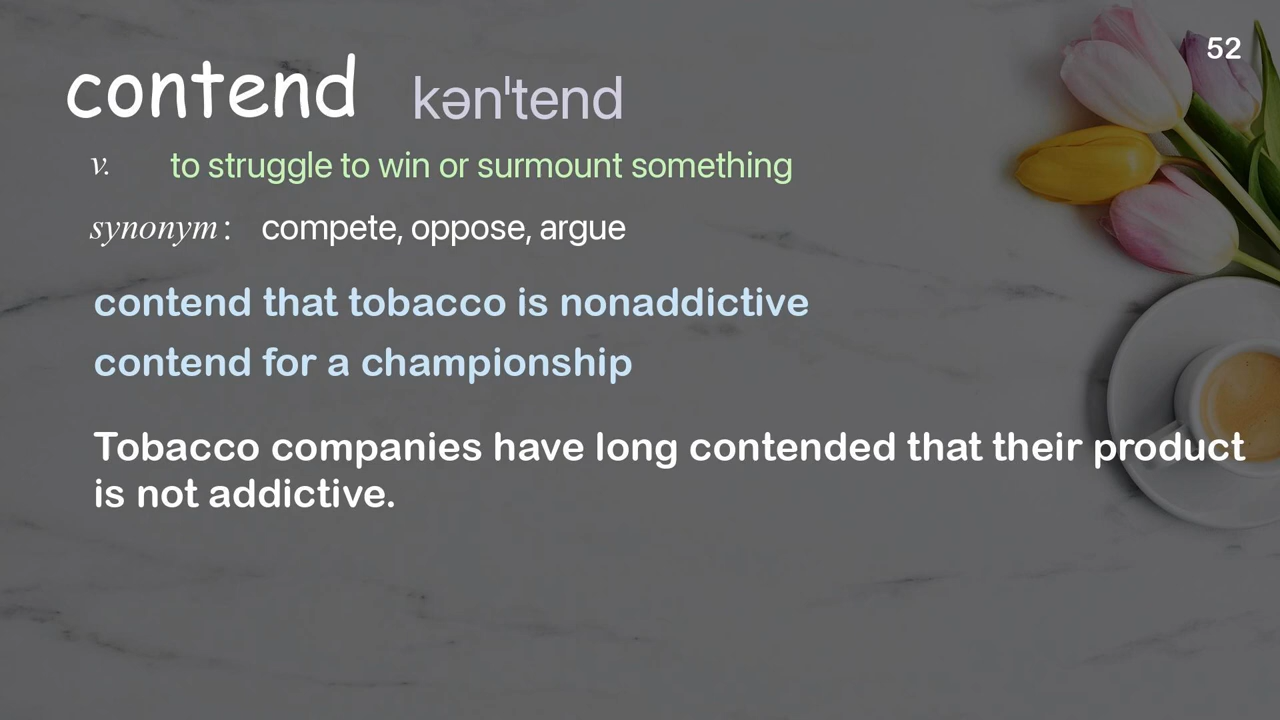 52
contend kən'tend
v. to struggle to win or surmount something
synonym: compete, oppose, argue
contend that tobacco is nonaddictive
contend for a championship
Tobacco companies have long contended that their product
is not addictive.